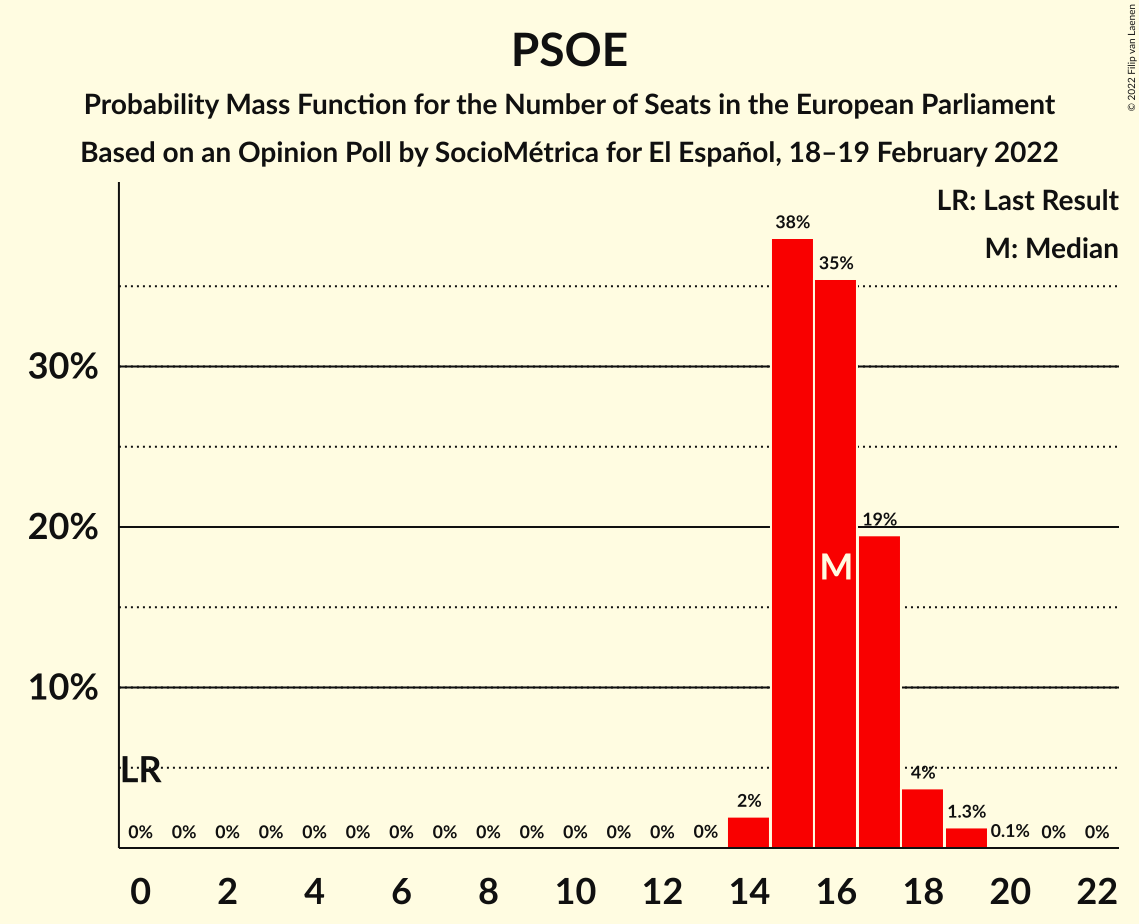 PSOE
Probability Mass Function for the Number of Seats in the European Parliament
Based on an Opinion Poll by SocioMétrica for El Español, 18–19 February 2022
© 2022 Filip van Laenen
LR: Last Result
M: Median
38%
35%
30%
20%
19%
M
10%
LR
4%
2%
1.3%
0% 0% 0% 0% 0% 0% 0% 0% 0% 0% 0% 0% 0% 0% 0.1% 0% 0%
0 2 4 6 8 10 12 14 16 18 20 22